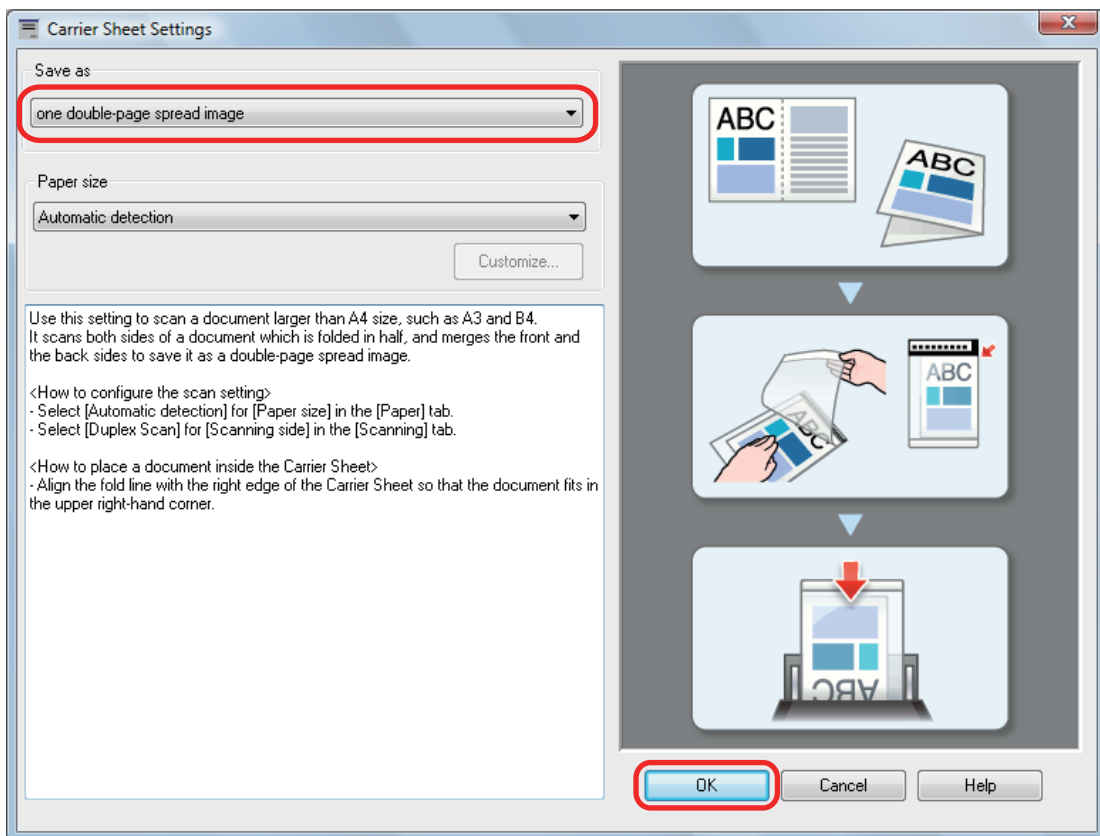 Carrier Sheet Settings
Save as
one double-page spread image
Paper size
Automatic detection
Customize...
Use this setting to scan a document larger than A4 size, such as A3 and B4.
It scans both sides of a document which is folded in half, and merges the front and
the back sides to save it as a double-page spread image.
<How to configure the scan setting>
- Select [Automatic detection] for [Paper size] in the [Paper] tab.
- Select [Duplex Scan] for [Scanning side] in the [Scanning] tab.
<How to place a document inside the Carrier Sheet>
- Align the fold line with the right edge of the Carrier Sheet so that the document fits in
the upper right-hand corner.
ABC
ABC
ABC
ABC
ABC
OK
Cancel
Help